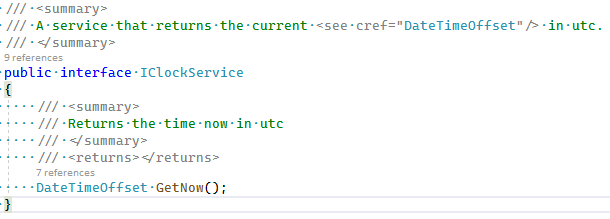 /// <summary>
/// A service that returns the current <see cref="DateTimeOffset"/> in utc.
/// </summary>
9 references
public interface IClockService
{
/// <summary>
/// Returns the time now in utc
/// </summary>
/// <returns></returns>
7 references
DateTimeOffset GetNow();
}